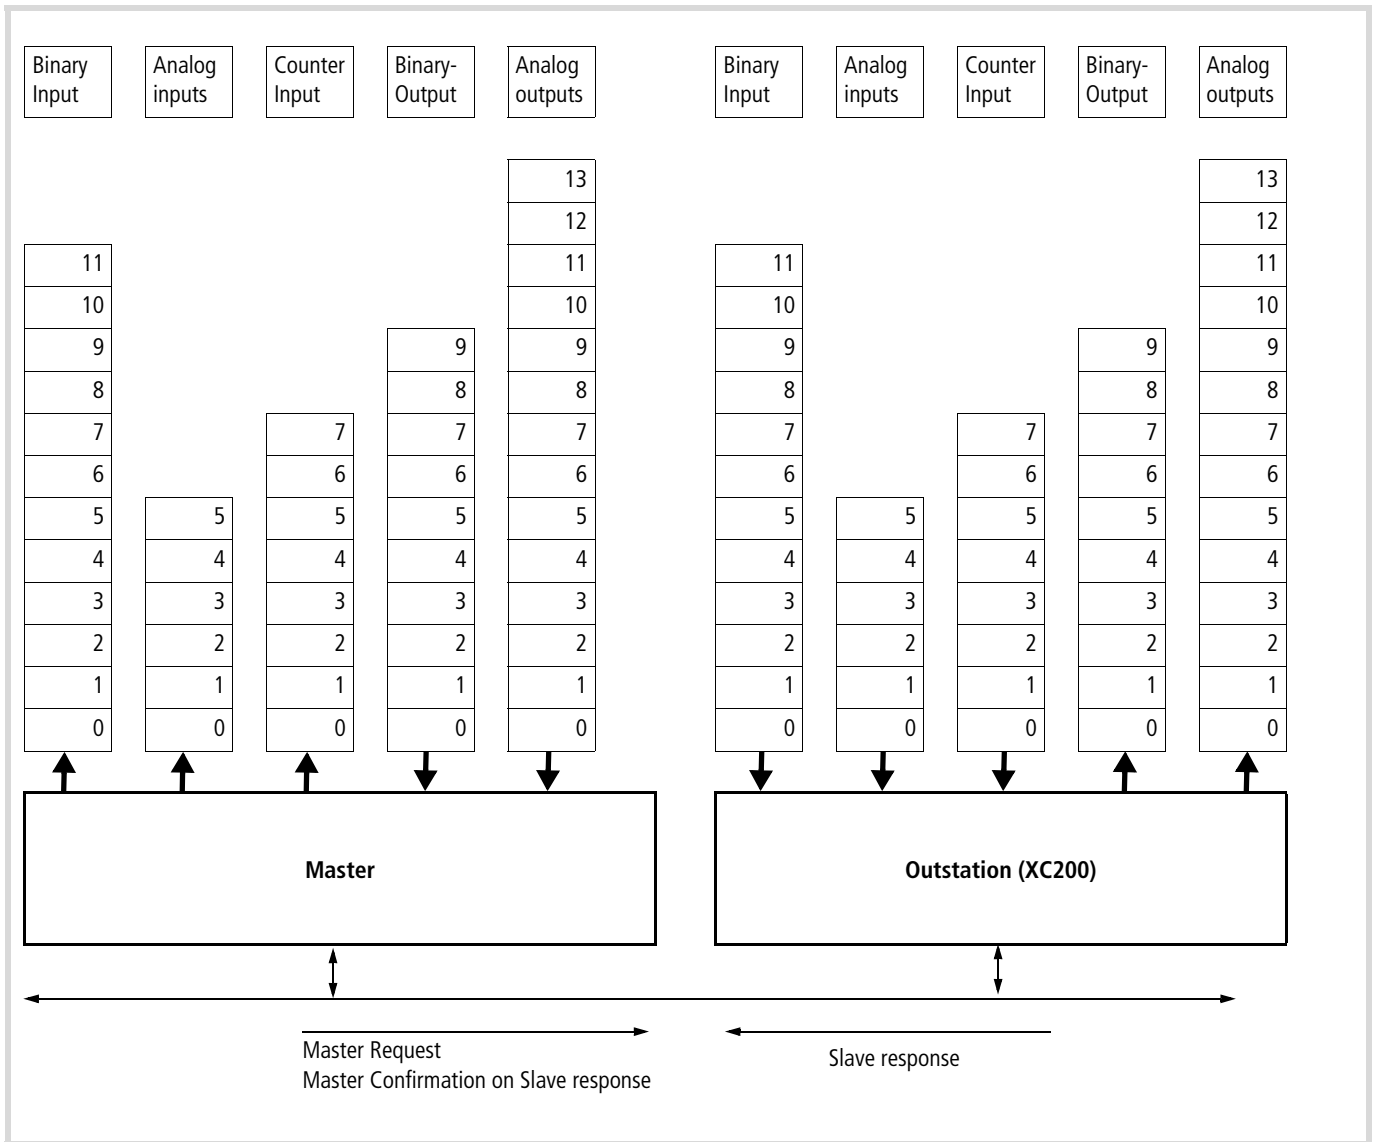 Binary Input
Analog inputs
Counter Input
Binary- Output
Analog outputs
Binary Input
Analog inputs
Counter Input
Binary- Output
Analog outputs
13 13
12 12
11 11 11 11
10 10 10 10
9 9 9 9 9 9
8 8 8 8 8 8
7 7 7 7 7 7 7 7
6 6 6 6 6 6 6 6
5 5 5 5 5 5 5 5 5 5
4 4 4 4 4 4 4 4 4 4
3 3 3 3 3 3 3 3 3 3
2 2 2 2 2 2 2 2 2 2
1 1 1 1 1 1 1 1 1 1
0 0 0 0 0 0 0 0 0 0
Master
Outstation (XC200)
Master Request
Master Confirmation on Slave response
Slave response